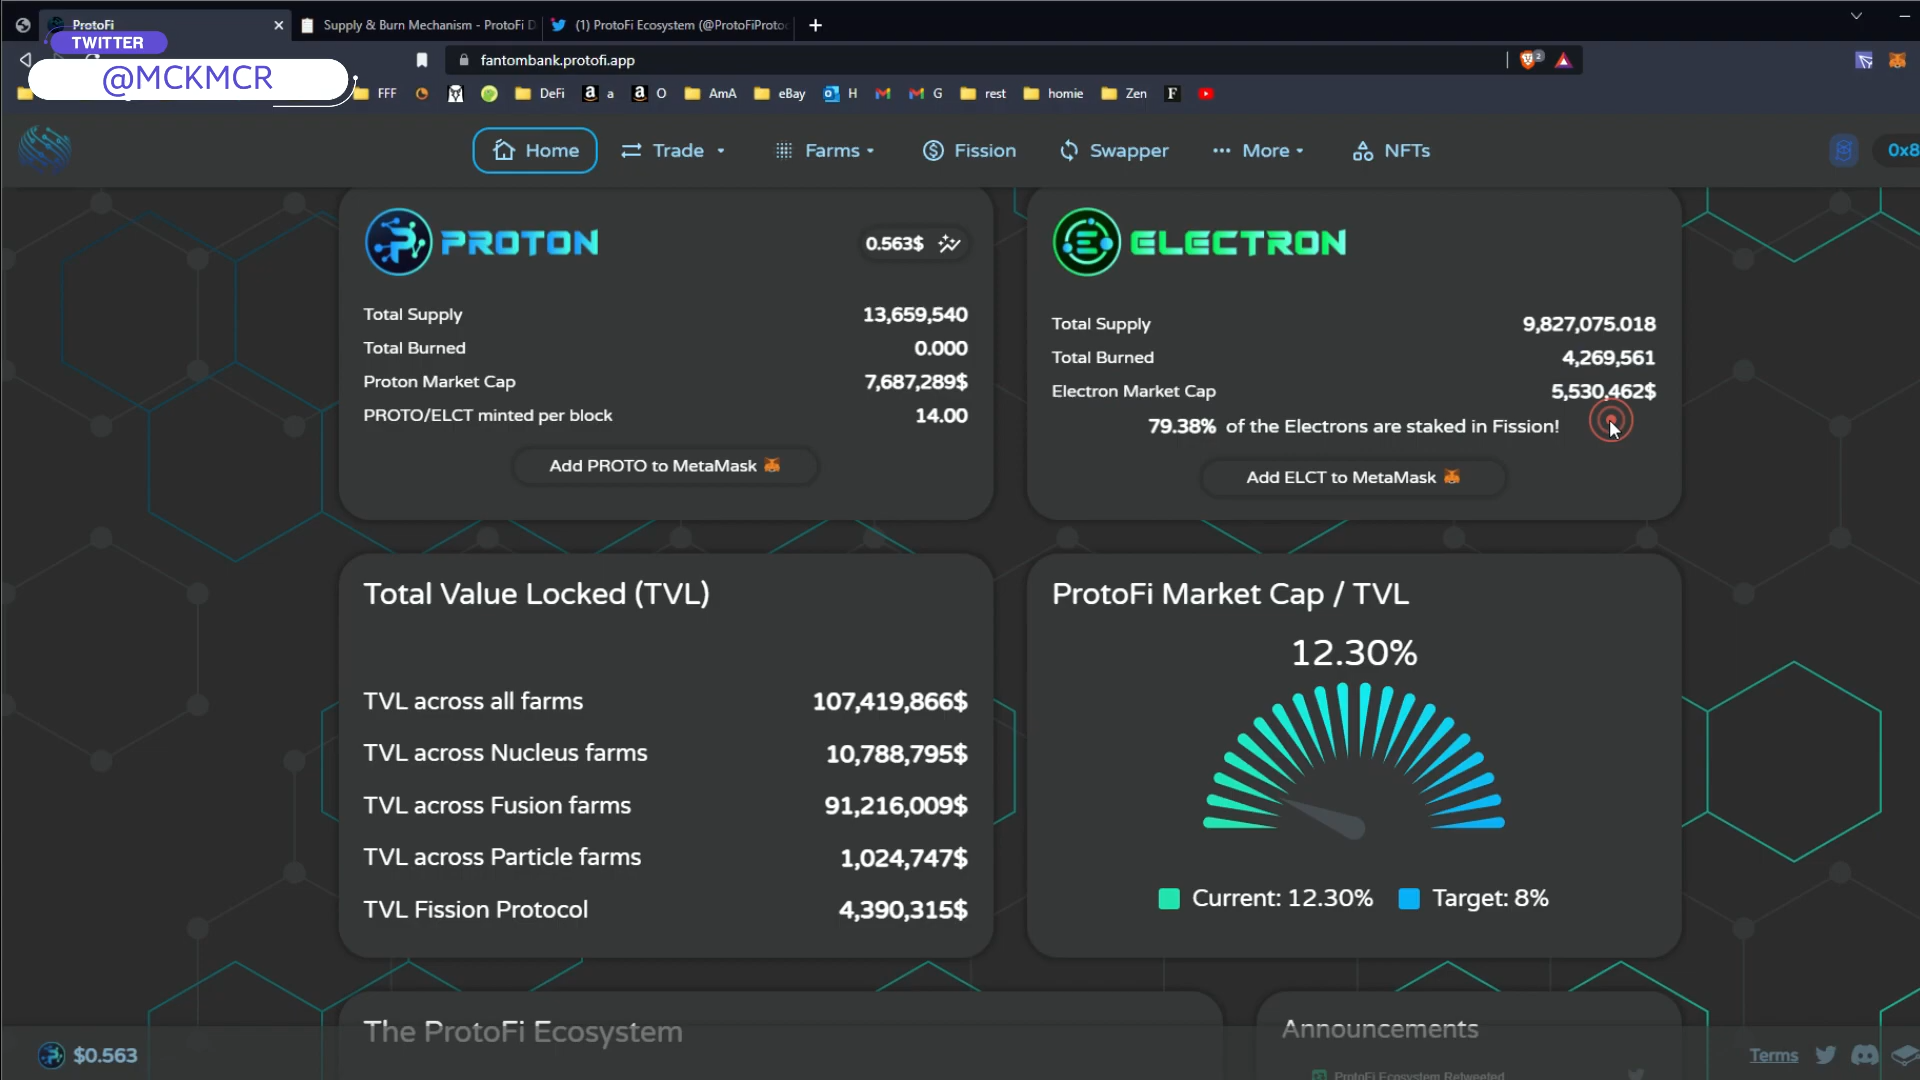 ProtoFi
Supply & Burn Mechanism - ProtoFi D
(1) ProtoFi Ecosystem (@ProtoFiProto
TWITTER
@MCKMCR
fantombank.protofi.app
2
FFF
DeFi
a
O
AmA
eBay
H
G
rest
homie
Zen
F
Home
Trade
Farms
Fission
Swapper
More
NFTs
0x8
PROTON
0.563$
Total Supply 13,659,540
Total Burned 0.000
Proton Market Cap 7,687,289$
PROTO/ELCT minted per block 14.00
Add PROTO to MetaMask
ELECTRON
Total Supply 9,827,075.018
Total Burned 4,269,561
Electron Market Cap 5,530,462$
79.38% of the Electrons are staked in Fission!
Add ELCT to MetaMask
Total Value Locked (TVL)
TVL across all farms 107,419,866$
TVL across Nucleus farms 10,788,795$
TVL across Fusion farms 91,216,009$
TVL across Particle farms 1,024,747$
TVL Fission Protocol 4,390,315$
ProtoFi Market Cap / TVL
12.30%
Current: 12.30% Target: 8%
The ProtoFi Ecosystem
Announcements
ProtoFi Ecosystem Retweeted
$0.563
Terms